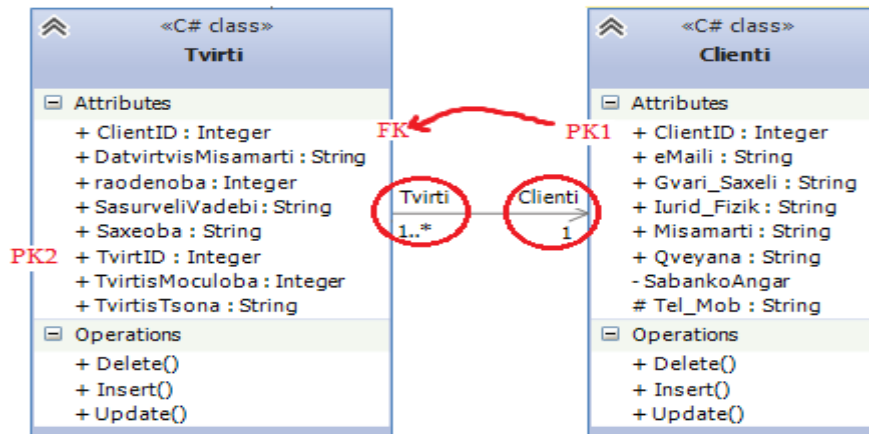 «C# class»
Tvirti
Attributes
+ ClientID : Integer
+ DatvirtvisMisamarti : String
+ raodenoba : Integer
+ SasurveliVadebi : String
+ Saxeoba : String
PK2
+ TvirtID : Integer
+ TvirtisMoculoba : Integer
+ TvirtisTsona : String
Operations
+ Delete()
+ Insert()
+ Update()
FK
PK1
Tvirti
1..*
Clienti
1
«C# class»
Clienti
Attributes
+ ClientID : Integer
+ eMaili : String
+ Gvari_Saxeli : String
+ Iurid_Fizik : String
+ Misamarti : String
+ Qveyana : String
- SabankoAngar
# Tel_Mob : String
Operations
+ Delete()
+ Insert()
+ Update()